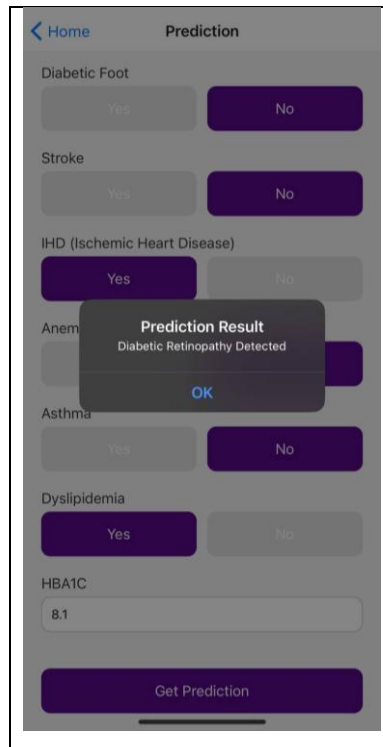 Home Prediction
Diabetic Foot
Yes No
Stroke
Yes No
IHD (Ischemic Heart Disease)
Yes No
Anem
Prediction Result
Diabetic Retinopathy Detected
OK
Asthma
Yes No
Dyslipidemia
Yes No
HBA1C
8.1
Get Prediction